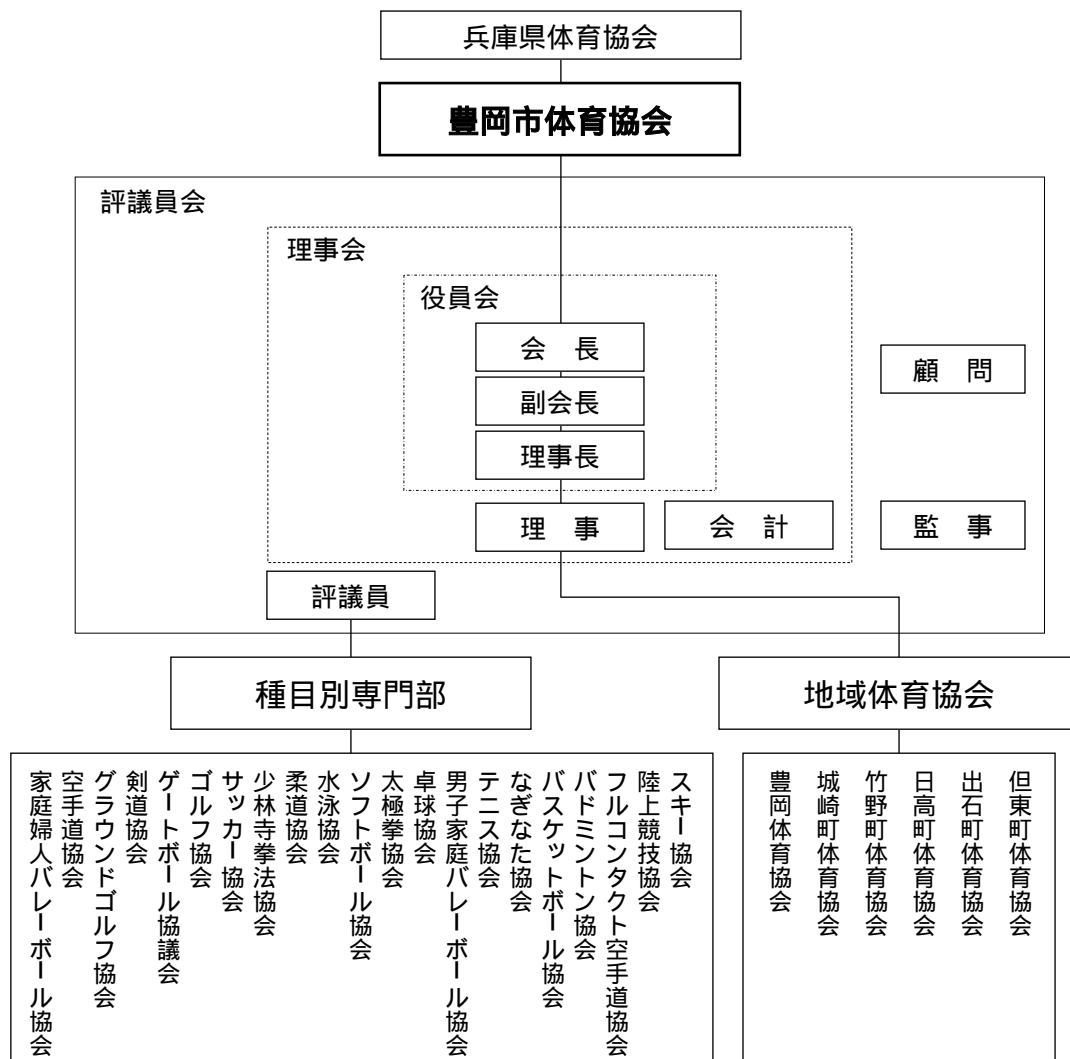 兵庫県体育協会
豊岡市体育協会
評議員会
理事会
役員会
会 長
副会長
理事長
顧 問
理 事
会 計
監 事
評議員
種目別専門部
地域体育協会
家庭婦人バレーボール協会
空手道協会
グラウンドゴルフ協会
剣道協会
ゲートボール協議会
ゴルフ協会
サッカー協会
少林寺拳法協会
柔道協会
水泳協会
ソフトボール協会
太極拳協会
卓球協会
男子家庭バレーボール協会
テニス協会
なぎなた協会
バスケットボール協会
バドミントン協会
フルコンタクト空手道協会
陸上競技協会
スキー協会
豊岡体育協会
城崎町体育協会
竹野町体育協会
日高町体育協会
出石町体育協会
但東町体育協会